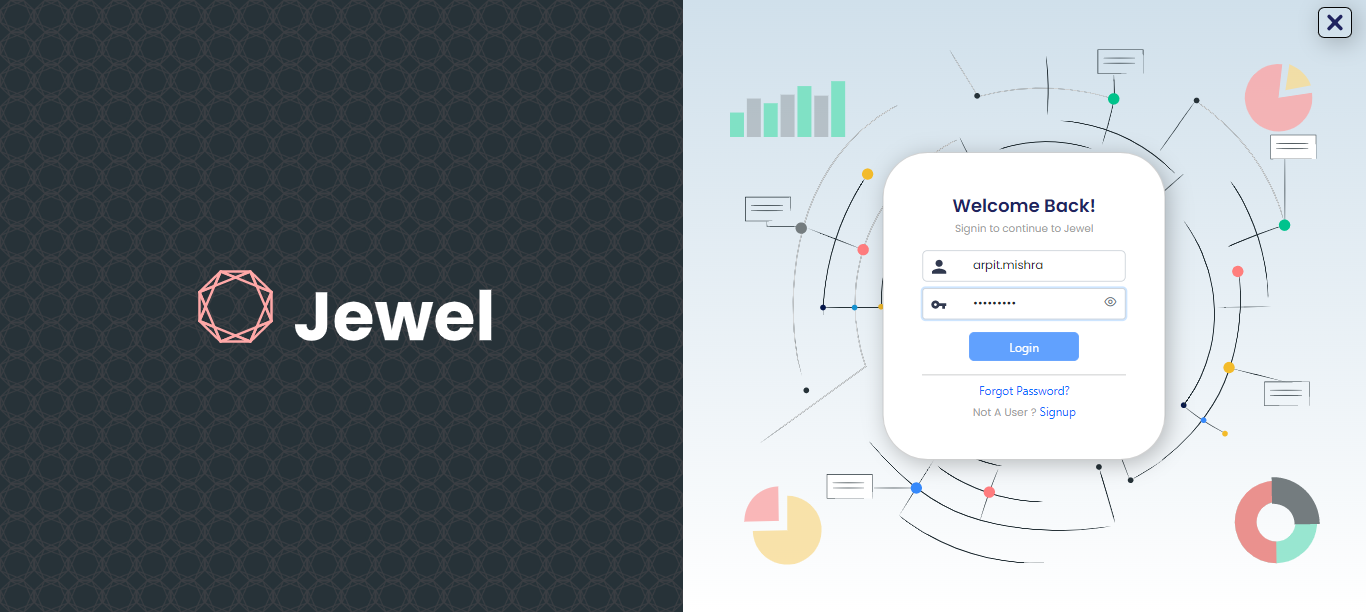 Jewel
Welcome Back!
Signin to continue to Jewel
arpit.mishra
•••••••••
Login
Forgot Password?
Not A User ? Signup